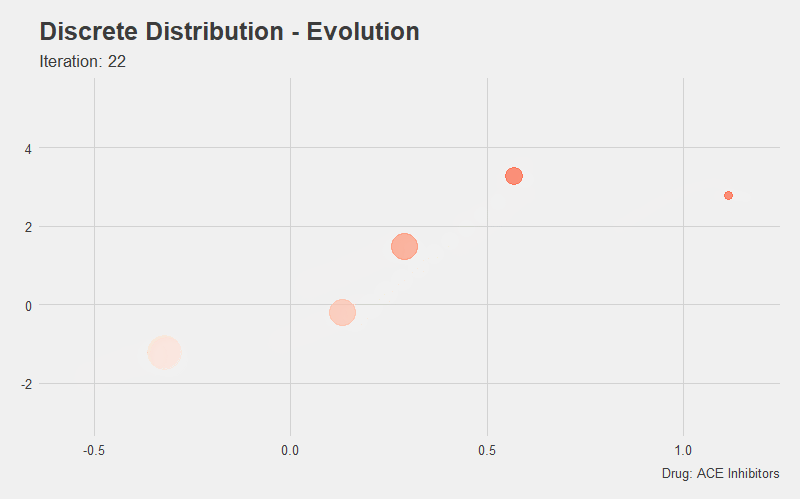 Discrete Distribution - Evolution
Iteration: 22
4
2
0
-2
-0.5 0.0 0.5 1.0
Drug: ACE Inhibitors